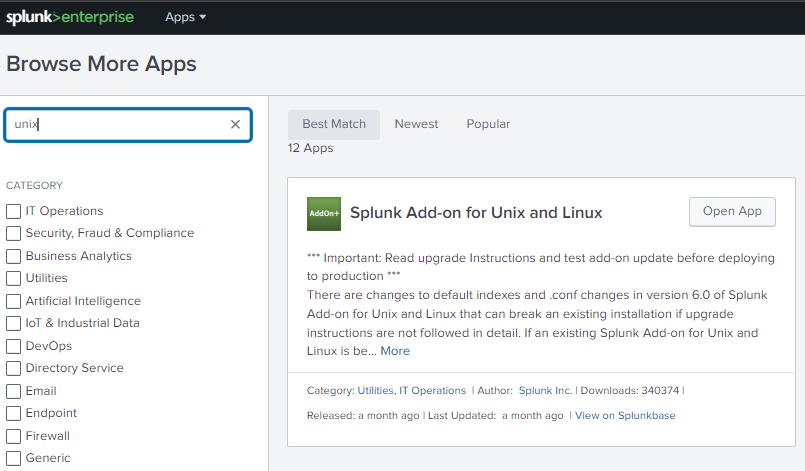 splunk>enterprise Apps
Browse More Apps
unix
CATEGORY
IT Operations
Security, Fraud & Compliance
Business Analytics
Utilities
Artificial Intelligence
IoT & Industrial Data
DevOps
Directory Service
Email
Endpoint
Firewall
Generic
Best Match Newest Popular
12 Apps
AddOn+ Splunk Add-on for Unix and Linux Open App
*** Important: Read upgrade Instructions and test add-on update before deploying
to production ***
There are changes to default indexes and .conf changes in version 6.0 of Splunk
Add-on for Unix and Linux that can break an existing installation if upgrade
instructions are not followed in detail. If an existing Splunk Add-on for Unix and
Linux is be... More
Category: Utilities, IT Operations | Author: Splunk Inc. | Downloads: 340374 |
Released: a month ago | Last Updated: a month ago | View on Splunkbase